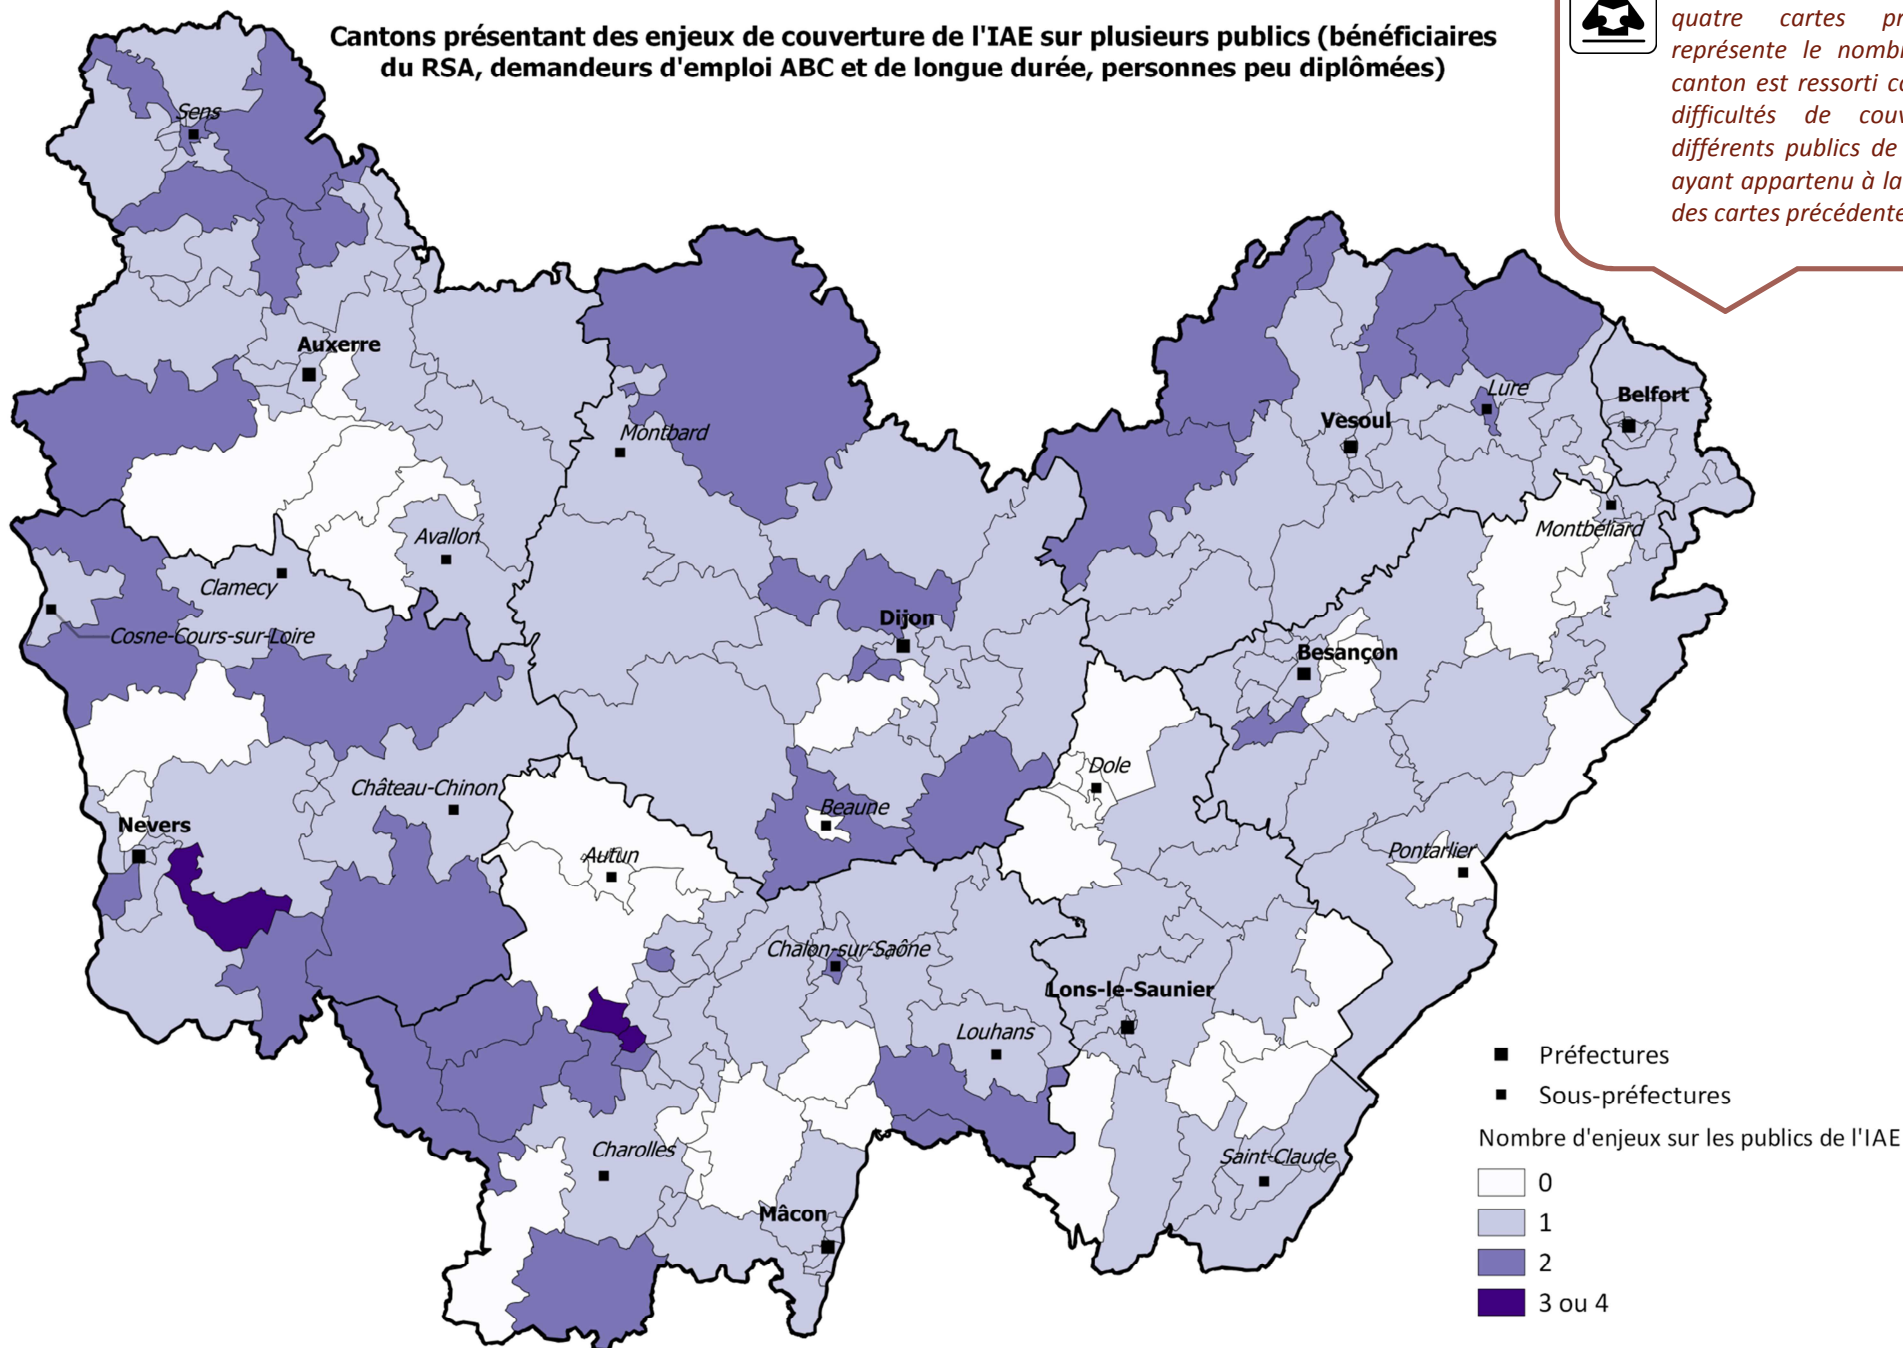 Cantons présentant des enjeux de couverture de l'IAE sur plusieurs publics (bénéficiaires
du RSA, demandeurs d'emploi ABC et de longue durée, personnes peu diplômées)
quatre cartes
représente le
canton est ressorti
difficultés de
différents publics de
ayant appartenu à la
des cartes
Sens
Auxerre
Montbard
Lure
Belfort
Vesoul
Avallon
Montbéliard
Clamecy
Cosne-Cours-sur-Loire
Dijon
Besançon
Dole
Château-Chinon
Beaune
Nevers
Autun
Pontarlier
Chalon-sur-Saône
Lons-le-Saunier
Louhans
Charolles
Saint-Claude
Mâcon
Préfectures
Sous-préfectures
Nombre d'enjeux sur les publics de l'IAE
0
1
2
3 ou 4